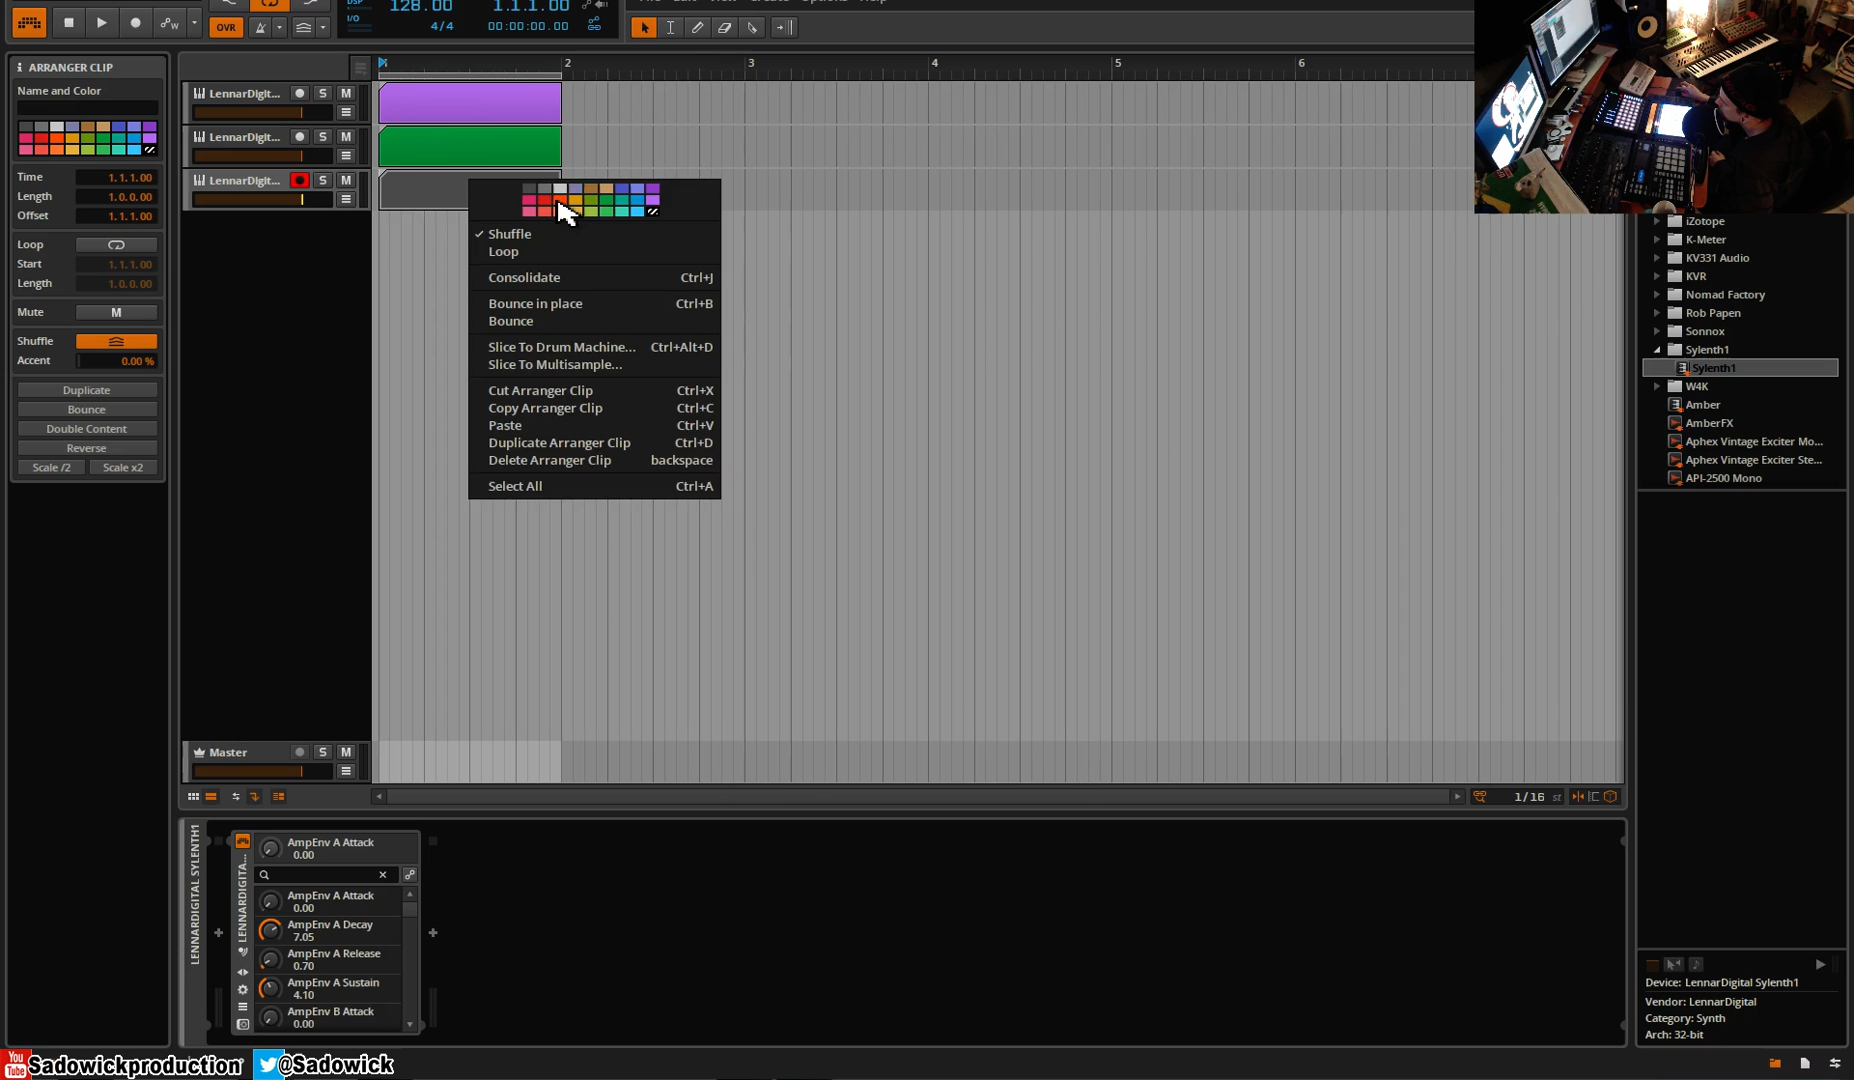 DSP
128.00
1.1.1.00
I/O
4/4
00:00:00.00
W
OVR
ARRANGER CLIP
Name and Color
Time 1.1.1.00
Length 1.0.0.00
Offset 1.1.1.00
Loop
Start 1.1.1.00
Length 1.0.0.00
Mute M
Shuffle
Accent 0.00 %
Duplicate
Bounce
Double Content
Reverse
Scale /2 Scale x2
2 3 4 5 6
LennarDigit... S M
LennarDigit... S M
LennarDigit... S M
Shuffle
Loop
Consolidate Ctrl+J
Bounce in place Ctrl+B
Bounce
Slice To Drum Machine... Ctrl+Alt+D
Slice To Multisample...
Cut Arranger Clip Ctrl+X
Copy Arranger Clip Ctrl+C
Paste Ctrl+V
Duplicate Arranger Clip Ctrl+D
Delete Arranger Clip backspace
Select All Ctrl+A
Master S M
1/16 st
iZotope
K-Meter
KV331 Audio
KVR
Nomad Factory
Rob Papen
Sonnox
Sylenth1
Sylenth1
W4K
Amber
AmberFX
Aphex Vintage Exciter Mo...
Aphex Vintage Exciter Ste...
API-2500 Mono
LENNARDIGITAL SYLENTH1
LENNARDIGITA...
AmpEnv A Attack
0.00
AmpEnv A Attack
0.00
AmpEnv A Decay
7.05
AmpEnv A Release
0.70
AmpEnv A Sustain
4.10
AmpEnv B Attack
0.00
Device: LennarDigital Sylenth1
Vendor: LennarDigital
Category: Synth
Arch: 32-bit
You
Tube
Sadowickproduction
@Sadowick